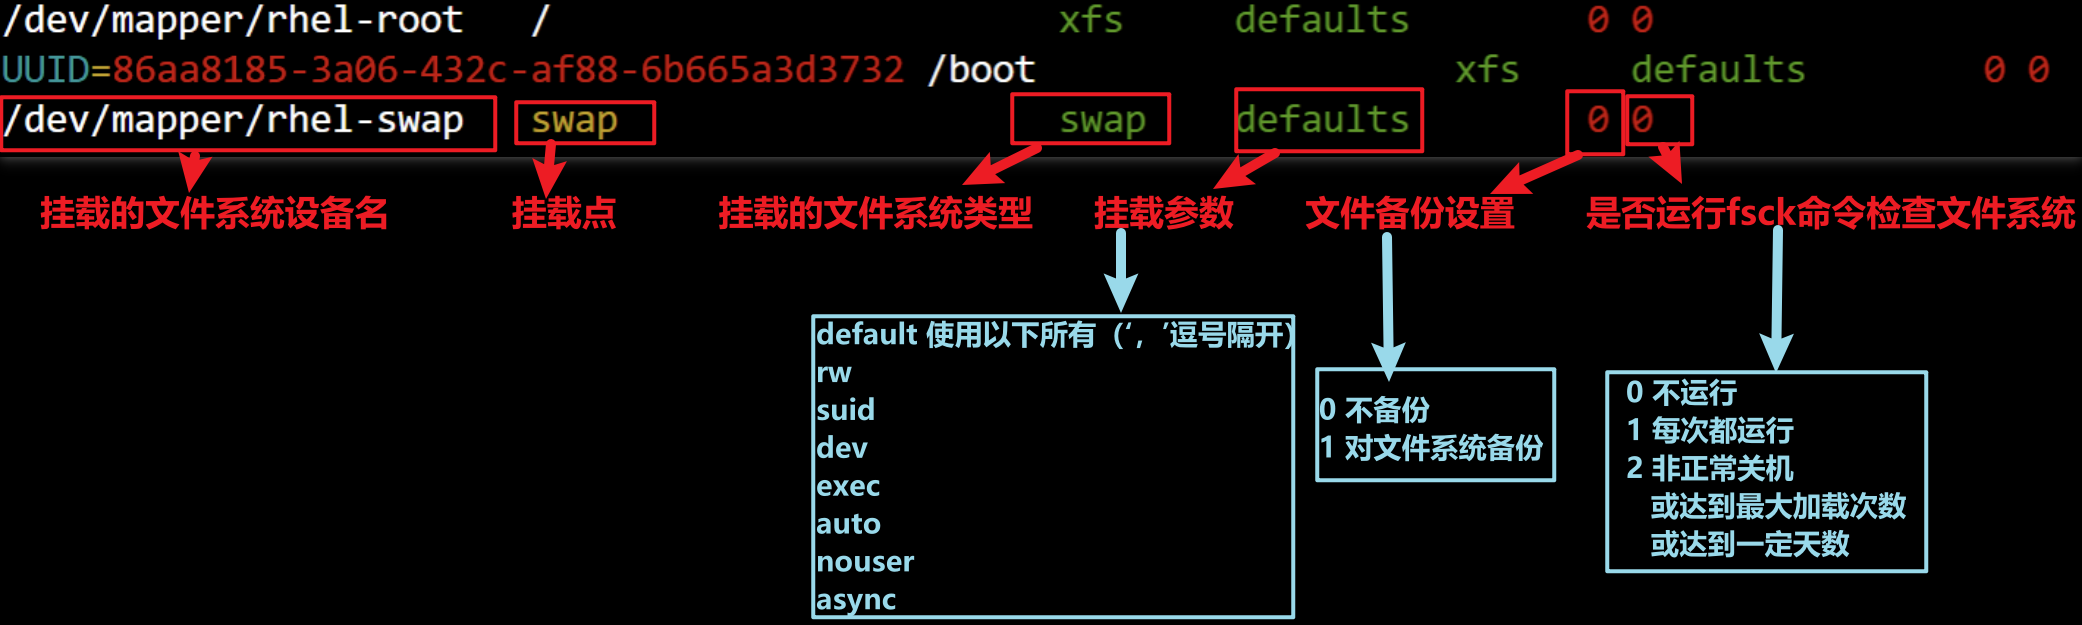 /dev/mapper/rhel-root / xfs defaults 0 0
UUID=86aa8185-3a06-432c-af88-6b665a3d3732 /boot xfs defaults 0 0
/dev/mapper/rhel-swap swap swap defaults 0 0
挂载的文件系统设备名 挂载点 挂载的文件系统类型 挂载参数 文件备份设置 是否运行fsck命令检查文件系统
default 使用以下所有（‘，’逗号隔开）
rw
suid
dev
exec
auto
nouser
async
0 不备份
1 对文件系统备份
0 不运行
1 每次都运行
2 非正常关机
或达到最大加载次数
或达到一定天数